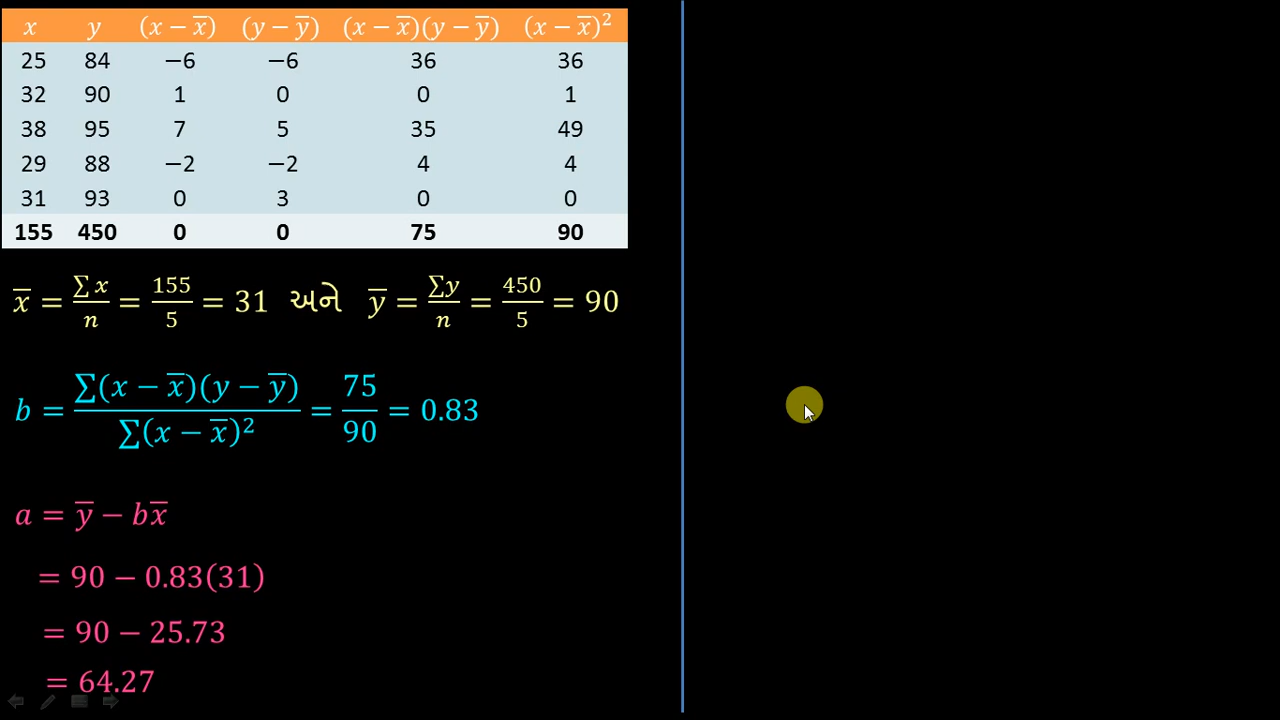 x y (x − x̅) (y − y̅) (x − x̅)(y − y̅) (x − x̅)²
25 84 −6 −6 36 36
32 90 1 0 0 1
38 95 7 5 35 49
29 88 −2 −2 4 4
31 93 0 3 0 0
155 450 0 0 75 90
x̅ = ∑x/n = 155/5 = 31 અને y̅ = ∑y/n = 450/5 = 90
b = ∑(x − x̅)(y − y̅)/∑(x − x̅)² = 75/90 = 0.83
a = y̅ − bx̅
= 90 − 0.83(31)
= 90 − 25.73
= 64.27